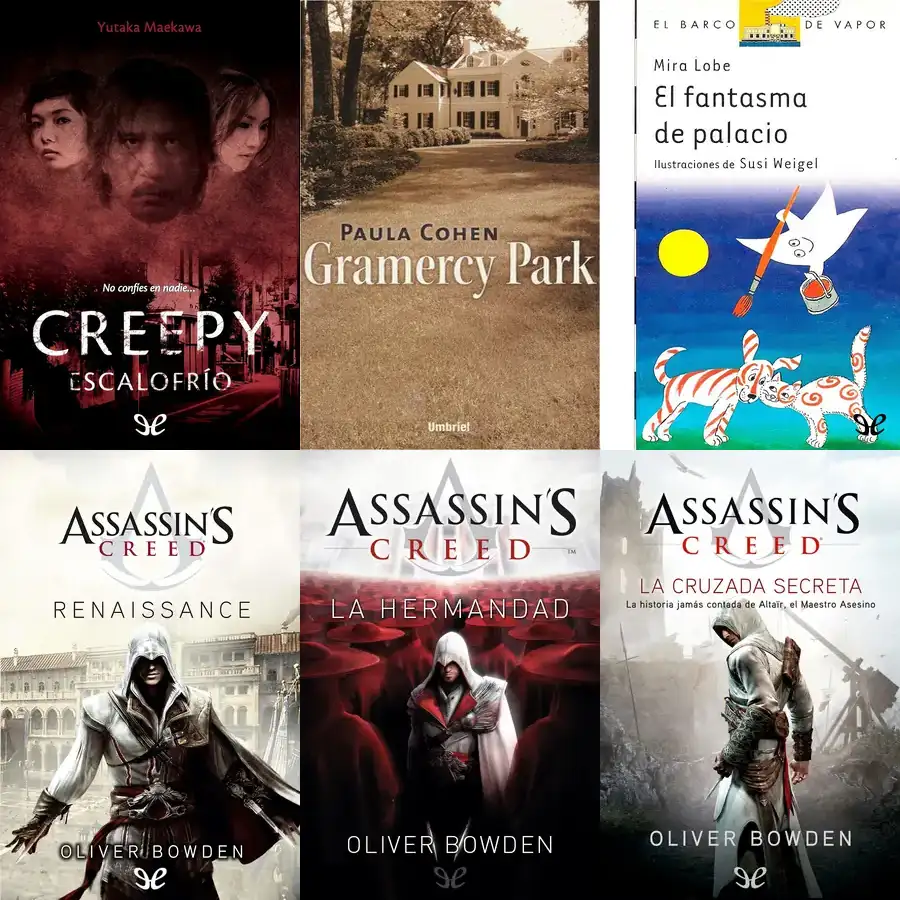 Yutaka Maekawa
No confíes en nadie...
CREEPY
ESCALOFRÍO
PAULA COHEN
Gramercy Park
Umbriel
EL BARCO DE VAPOR
Mira Lobe
El fantasma
de palacio
Ilustraciones de Susi Weigel
ASSASSIN'S
CREED
RENAISSANCE
OLIVER BOWDEN
ASSASSIN'S
CREED
TM
LA HERMANDAD
OLIVER BOWDEN
ASSASSIN'S
CREED
LA CRUZADA SECRETA
La historia jamás contada de Altaïr, el Maestro Asesino
OLIVER BOWDEN